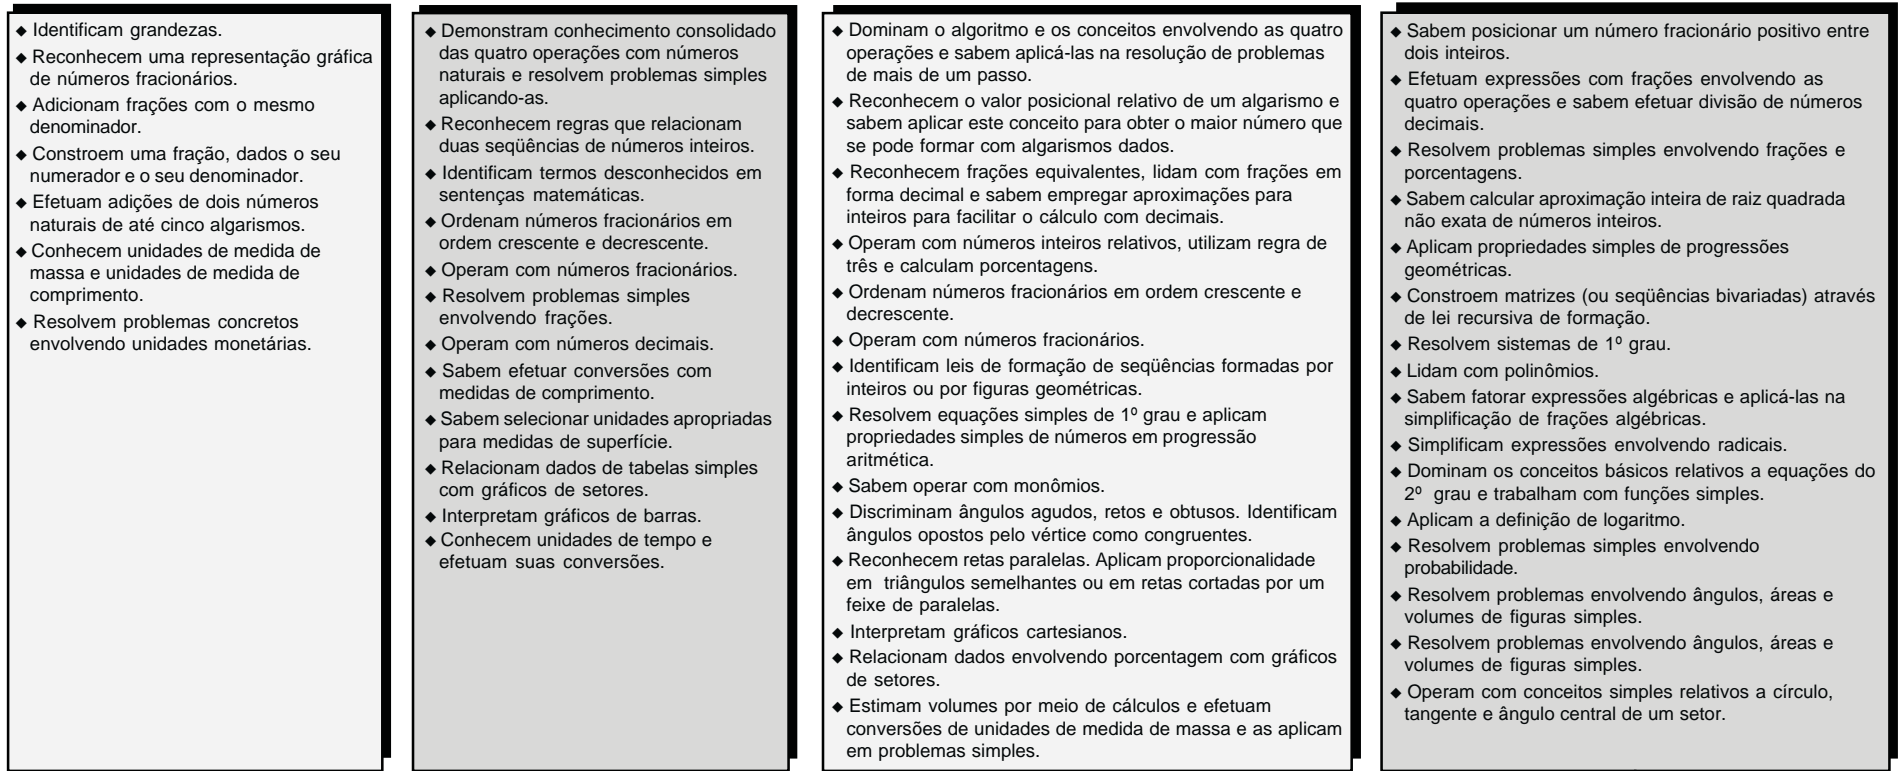 ◆ Identificam grandezas.
◆ Reconhecem uma representação gráfica
de números fracionários.
◆ Adicionam frações com o mesmo
denominador.
◆ Constroem uma fração, dados o seu
numerador e o seu denominador.
◆ Efetuam adições de dois números
naturais de até cinco algarismos.
◆ Conhecem unidades de medida de
massa e unidades de medida de
comprimento.
◆ Resolvem problemas concretos
envolvendo unidades monetárias.
◆ Demonstram conhecimento consolidado
das quatro operações com números
naturais e resolvem problemas simples
aplicando-as.
◆ Reconhecem regras que relacionam
duas seqüências de números inteiros.
◆ Identificam termos desconhecidos em
sentenças matemáticas.
◆ Ordenam números fracionários em
ordem crescente e decrescente.
◆ Operam com números fracionários.
◆ Resolvem problemas simples
envolvendo frações.
◆ Operam com números decimais.
◆ Sabem efetuar conversões com
medidas de comprimento.
◆ Sabem selecionar unidades apropriadas
para medidas de superfície.
◆ Relacionam dados de tabelas simples
com gráficos de setores.
◆ Interpretam gráficos de barras.
◆ Conhecem unidades de tempo e
efetuam suas conversões.
◆ Dominam o algoritmo e os conceitos envolvendo as quatro
operações e sabem aplicá-las na resolução de problemas
de mais de um passo.
◆ Reconhecem o valor posicional relativo de um algarismo e
sabem aplicar este conceito para obter o maior número que
se pode formar com algarismos dados.
◆ Reconhecem frações equivalentes, lidam com frações em
forma decimal e sabem empregar aproximações para
inteiros para facilitar o cálculo com decimais.
◆ Operam com números inteiros relativos, utilizam regra de
três e calculam porcentagens.
◆ Ordenam números fracionários em ordem crescente e
decrescente.
◆ Operam com números fracionários.
◆ Identificam leis de formação de seqüências formadas por
inteiros ou por figuras geométricas.
◆ Resolvem equações simples de 1º grau e aplicam
propriedades simples de números em progressão
aritmética.
◆ Sabem operar com monômios.
◆ Discriminam ângulos agudos, retos e obtusos. Identificam
ângulos opostos pelo vértice como congruentes.
◆ Reconhecem retas paralelas. Aplicam proporcionalidade
em triângulos semelhantes ou em retas cortadas por um
feixe de paralelas.
◆ Interpretam gráficos cartesianos.
◆ Relacionam dados envolvendo porcentagem com gráficos
de setores.
◆ Estimam volumes por meio de cálculos e efetuam
conversões de unidades de medida de massa e as aplicam
em problemas simples.
◆ Sabem posicionar um número fracionário positivo entre
dois inteiros.
◆ Efetuam expressões com frações envolvendo as
quatro operações e sabem efetuar divisão de números
decimais.
◆ Resolvem problemas simples envolvendo frações e
porcentagens.
◆ Sabem calcular aproximação inteira de raiz quadrada
não exata de números inteiros.
◆ Aplicam propriedades simples de progressões
geométricas.
◆ Constroem matrizes (ou seqüências bivariadas) através
de lei recursiva de formação.
◆ Resolvem sistemas de 1º grau.
◆ Lidam com polinômios.
◆ Sabem fatorar expressões algébricas e aplicá-las na
simplificação de frações algébricas.
◆ Simplificam expressões envolvendo radicais.
◆ Dominam os conceitos básicos relativos a equações do
2º grau e trabalham com funções simples.
◆ Aplicam a definição de logaritmo.
◆ Resolvem problemas simples envolvendo
probabilidade.
◆ Resolvem problemas envolvendo ângulos, áreas e
volumes de figuras simples.
◆ Resolvem problemas envolvendo ângulos, áreas e
volumes de figuras simples.
◆ Operam com conceitos simples relativos a círculo,
tangente e ângulo central de um setor.